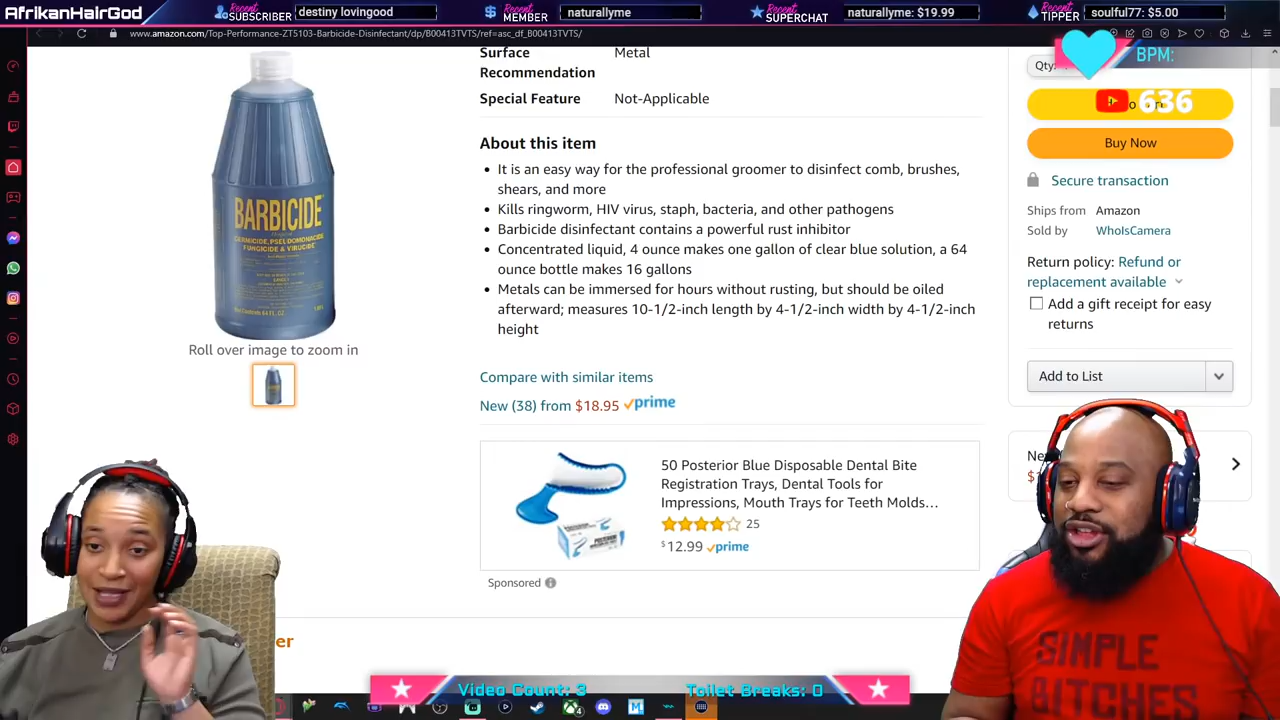 AfrikanHairGod
Recent
SUBSCRIBER
destiny lovingood
Recent
MEMBER
naturallyme
Recent
SUPERCHAT
naturallyme: $19.99
Recent
TIPPER
soulful77: $5.00
www.amazon.com/Top-Performance-ZT5103-Barbicide-Disinfectant/dp/B00413TVTS/ref=asc_df_B00413TVTS/
BPM:
636
Surface
Recommendation
Metal
Special Feature
Not-Applicable
About this item
It is an easy way for the professional groomer to disinfect comb, brushes,
shears, and more
Kills ringworm, HIV virus, staph, bacteria, and other pathogens
Barbicide disinfectant contains a powerful rust inhibitor
Concentrated liquid, 4 ounce makes one gallon of clear blue solution, a 64
ounce bottle makes 16 gallons
Metals can be immersed for hours without rusting, but should be oiled
afterward; measures 10-1/2-inch length by 4-1/2-inch width by 4-1/2-inch
height
Compare with similar items
New (38) from $18.95 prime
BARBICIDE
FUNGICIDE & VIRUCIDE
Roll over image to zoom in
50 Posterior Blue Disposable Dental Bite
Registration Trays, Dental Tools for
Impressions, Mouth Trays for Teeth Molds…
25
$12.99 prime
Sponsored
Qty:
Buy Now
Secure transaction
Ships from Amazon
Sold by WhoIsCamera
Return policy: Refund or
replacement available
Add a gift receipt for easy
returns
Add to List
SIMPLE
BITCHES
Video Count: 3
Toilet Breaks: 0